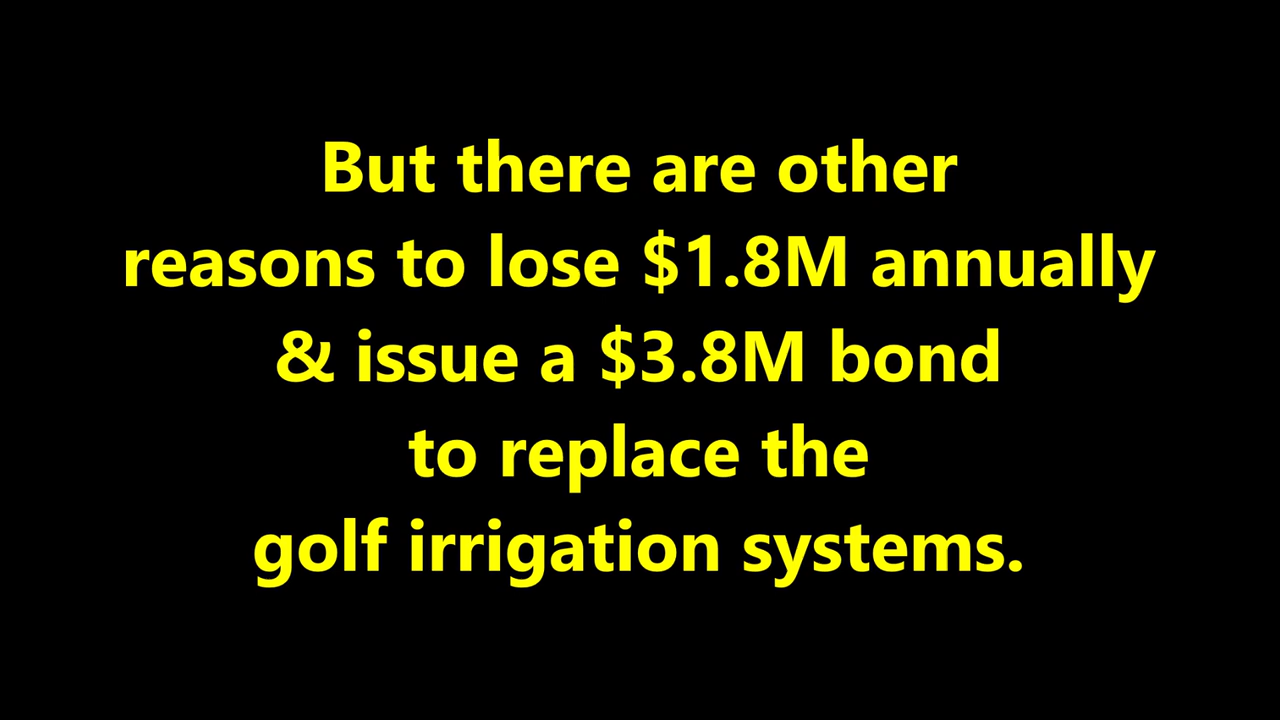 But there are other
reasons to lose $1.8M annually
& issue a $3.8M bond
to replace the
golf irrigation systems.